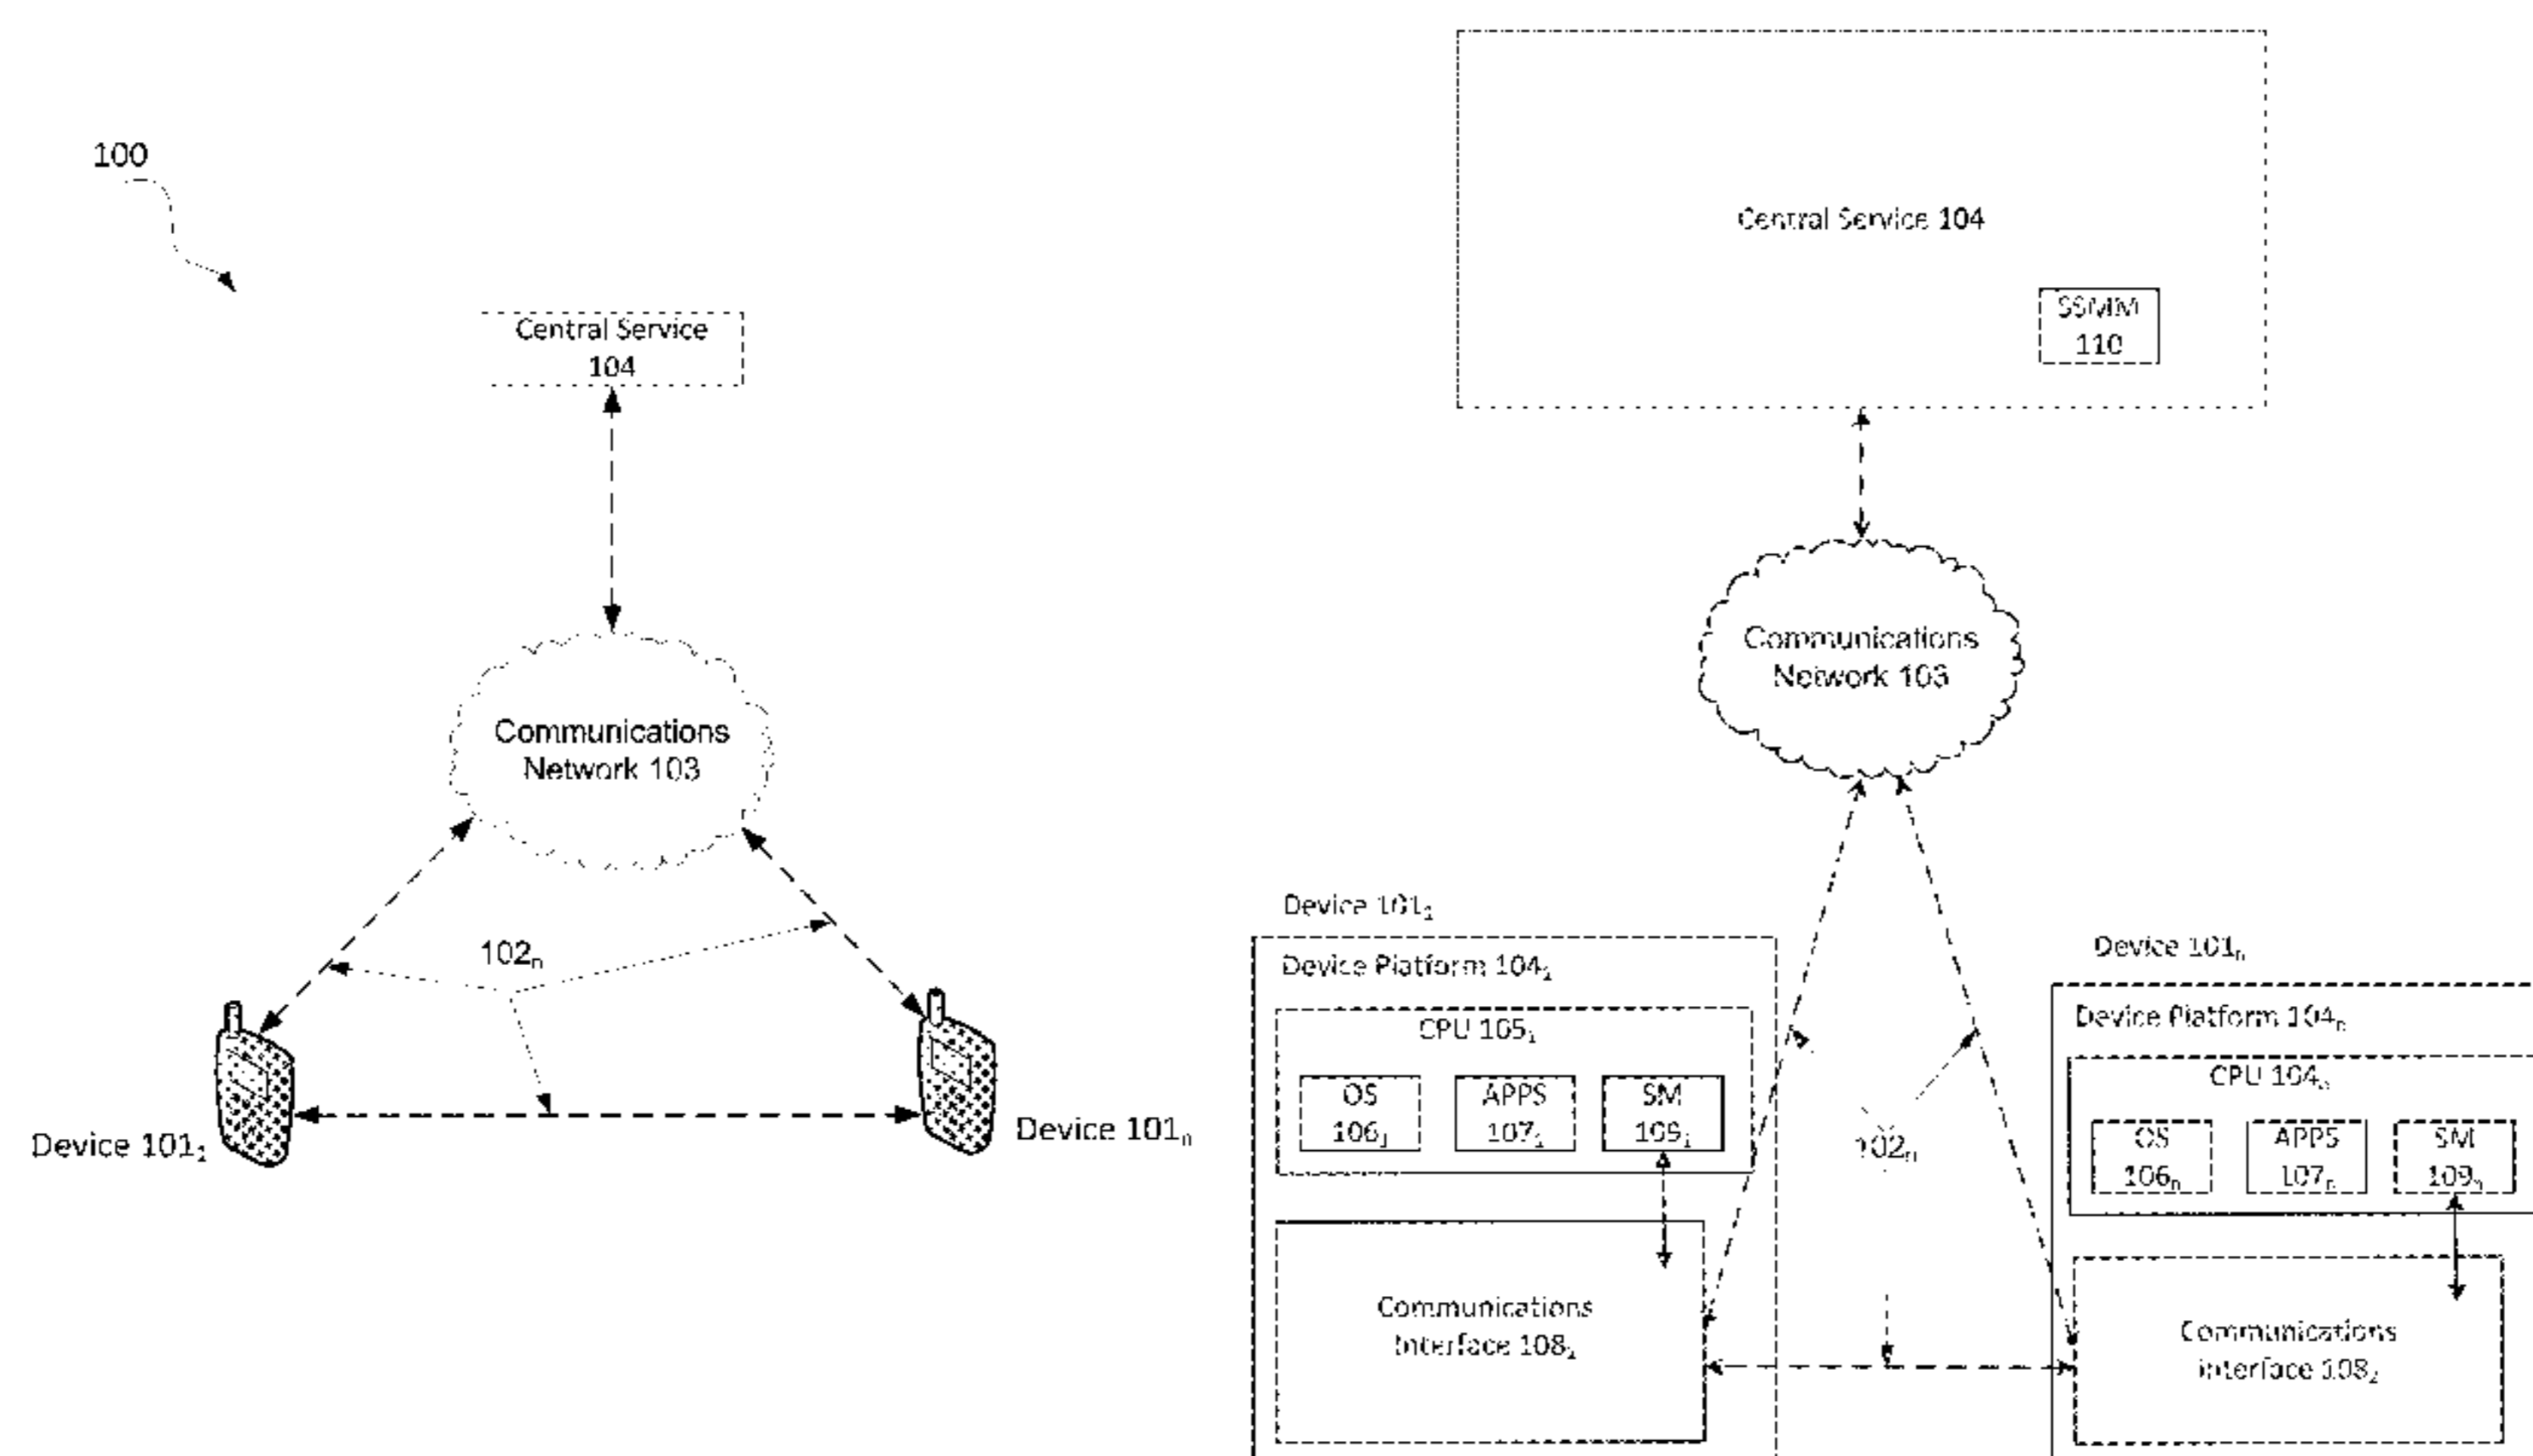 100
Central Service
104
Communications
Network 103
102ₙ
Device 101₁
Device 101ₙ
Central Service 104
SSMM
110
Communications
Network 103
Device 101₁
Device Platform 104₁
CPU 105₁
OS
106₁
APPS
107₁
SM
109₁
Communications
Interface 108₁
102ₙ
Device 101ₙ
Device Platform 104ₙ
CPU 104ₙ
OS
106ₙ
APPS
107ₙ
SM
109ₙ
Communications
Interface 108₂